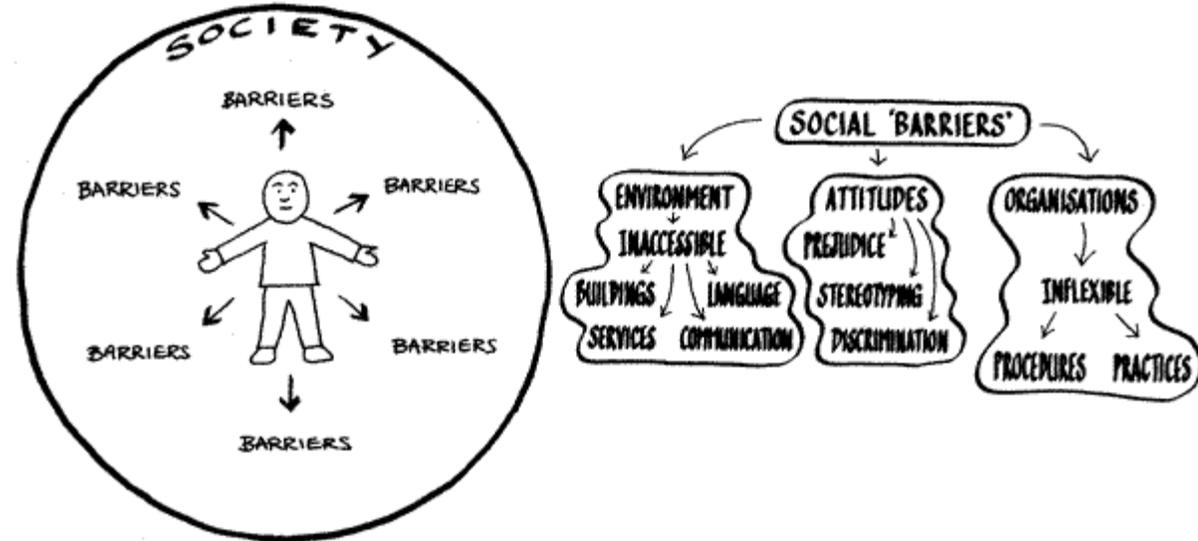 SOCIETY
BARRIERS
BARRIERS
BARRIERS
BARRIERS
BARRIERS
BARRIERS
SOCIAL 'BARRIERS'
ENVIRONMENT
INACCESSIBLE
BUILDINGS LANGUAGE
SERVICES COMMUNICATION
ATTITUDES
PREJUDICE
STEREOTYPING
DISCRIMINATION
ORGANISATIONS
INFLEXIBLE
PROCEDURES PRACTICES